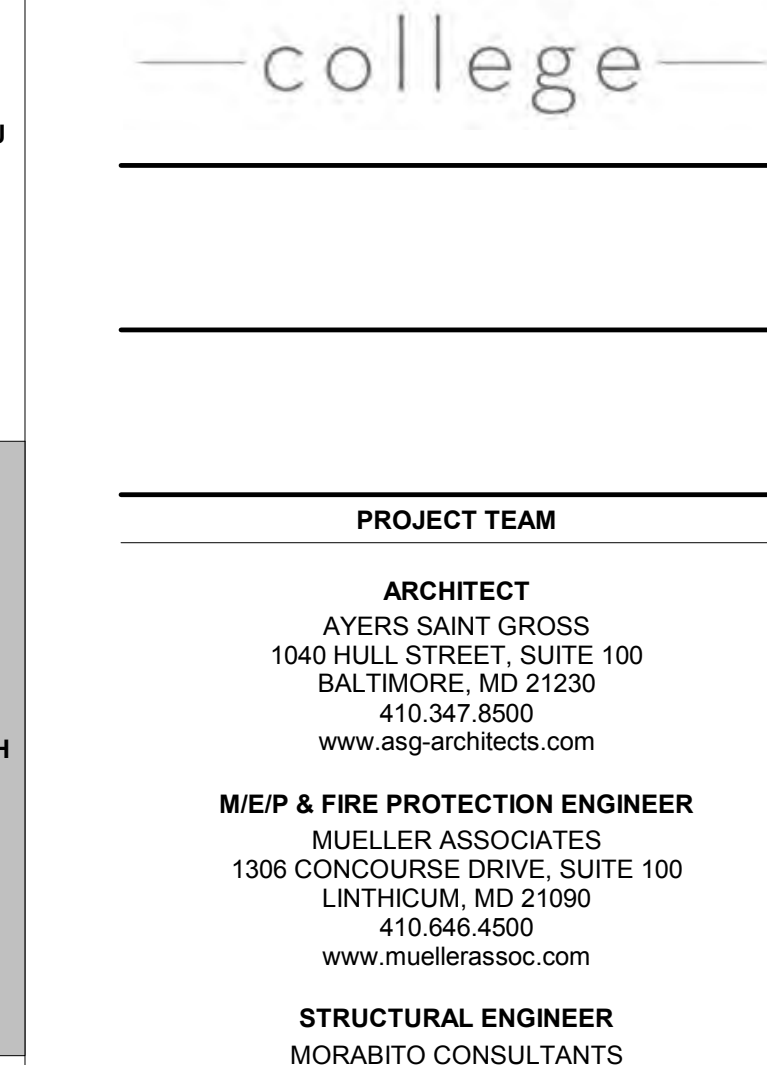 college
U
PROJECT TEAM
ARCHITECT
AYERS SAINT GROSS
1040 HULL STREET, SUITE 100
BALTIMORE, MD 21230
410.347.8500
www.asg-architects.com
H
M/E/P & FIRE PROTECTION ENGINEER
MUELLER ASSOCIATES
1306 CONCOURSE DRIVE, SUITE 100
LINTHICUM, MD 21090
410.646.4500
www.muellerassoc.com
STRUCTURAL ENGINEER
MORABITO CONSULTANTS